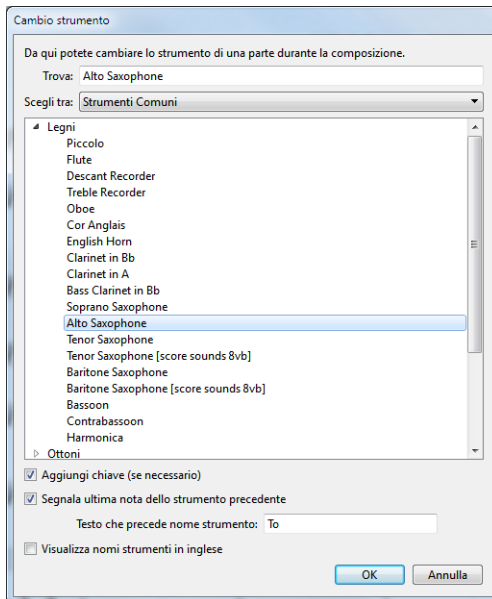 Cambio strumento
Da qui potete cambiare lo strumento di una parte durante la composizione.
Trova: Alto Saxophone
Scegli tra: Strumenti Comuni
Legni
Piccolo
Flute
Descant Recorder
Treble Recorder
Oboe
Cor Anglais
English Horn
Clarinet in Bb
Clarinet in A
Bass Clarinet in Bb
Soprano Saxophone
Alto Saxophone
Tenor Saxophone
Tenor Saxophone [score sounds 8vb]
Baritone Saxophone
Baritone Saxophone [score sounds 8vb]
Bassoon
Contrabassoon
Harmonica
Ottoni
Aggiungi chiave (se necessario)
Segnala ultima nota dello strumento precedente
Testo che precede nome strumento: To
Visualizza nomi strumenti in inglese
OK Annulla